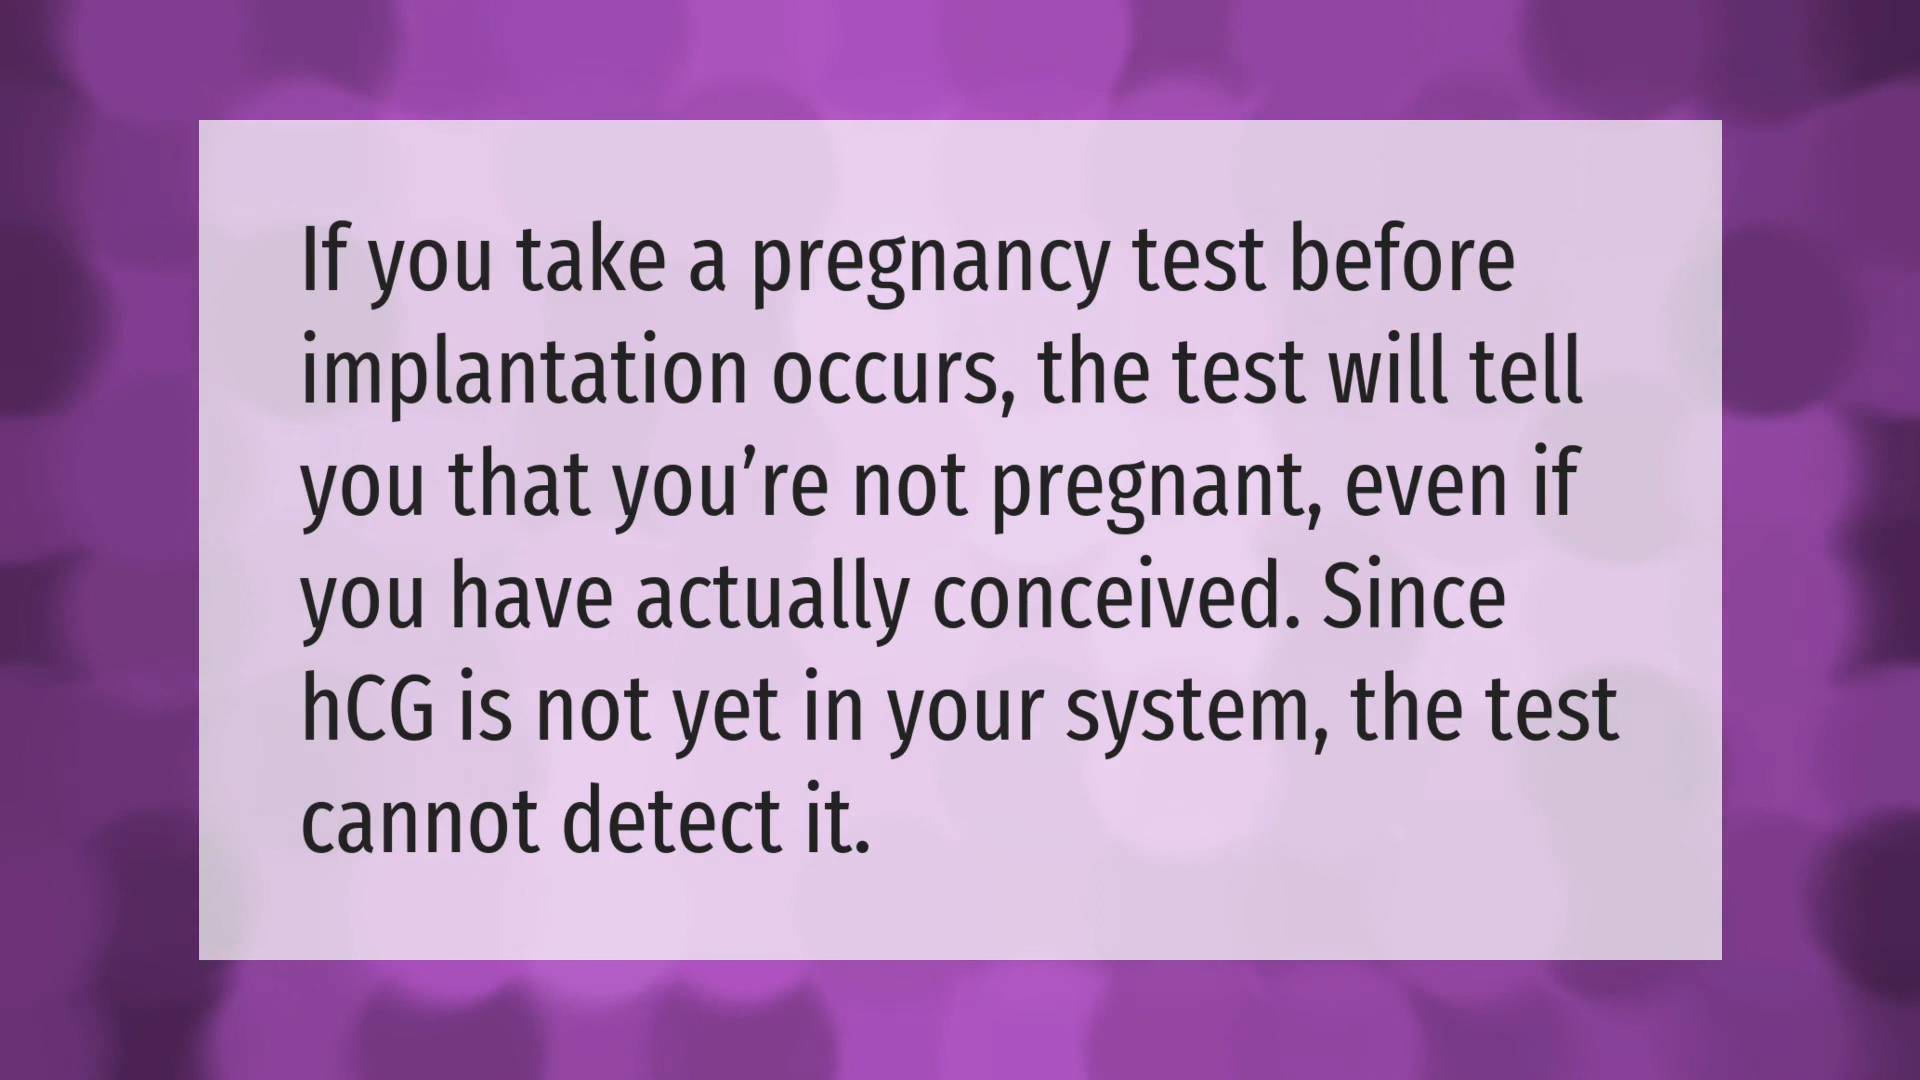 If you take a pregnancy test before
implantation occurs, the test will tell
you that you’re not pregnant, even if
you have actually conceived. Since
hCG is not yet in your system, the test
cannot detect it.